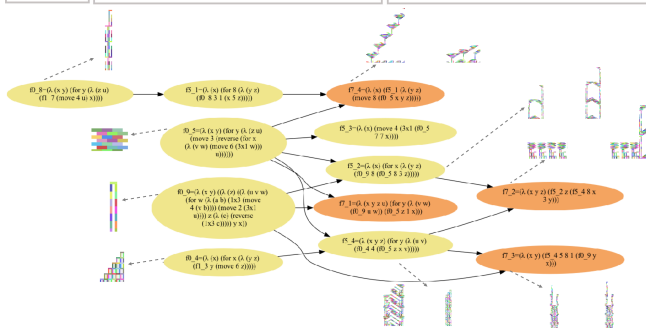 f0_8=(λ (x y) (for y (λ (z u)
(f1_7 (move 4 u) x))))
f5_1=(λ (x) (for 8 (λ (y z)
(f0_8 3 1 (x 5 z)))))
f7_4=(λ (x) (f5_1 (λ (y z)
(move 8 (f0_5 x y z)))))
f0_5=(λ (x y) (for y (λ (z u)
(move 3 (reverse (for x
(λ (v w) (move 6 (3x1 w)))
u))))))
f5_3=(λ (x) (move 4 (3x1 (f0_5
7 7 x))))
f5_2=(λ (x) (for x (λ (y z)
(f0_9 8 (f0_5 8 3 z)))))
f7_2=(λ (x y z) (f5_2 z (f5_4 8 x
3 y)))
f0_9=(λ (x y) (λ (z) (λ (u v w)
(for w (λ (a b) (1x3 (move
4 (v b)))) (move 2 (3x1
u)))) z (λ (c) (reverse
(1x3 c))))) y x))
f7_1=(λ (x y z u) (for y (λ (v w)
(f0_9 u w)) (f0_5 z 1 x)))
f5_4=(λ (x y z) (for y (λ (u v)
(f0_4 4 (f0_5 z x v)))))
f0_4=(λ (x) (for x (λ (y z)
(f1_3 y (move 6 z)))))
f7_3=(λ (x y) (f5_4 5 8 1 (f0_9 y
x)))